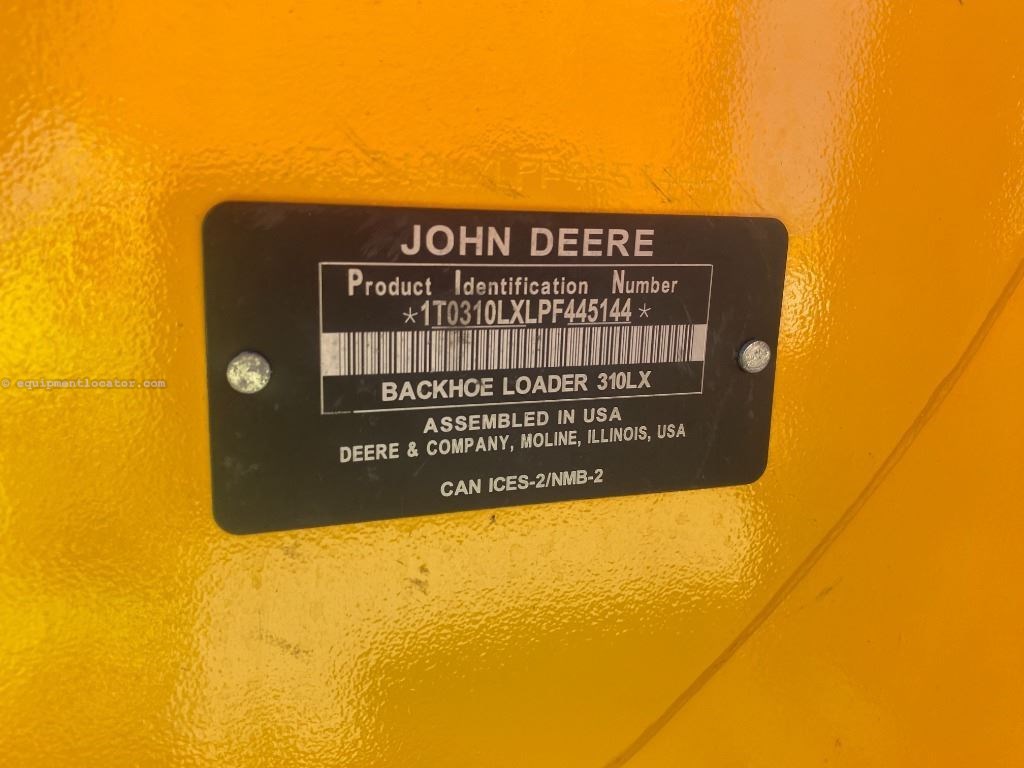 JOHN DEERE
Product Identification Number
*1T0310LXLPF445144*
BACKHOE LOADER 310LX
ASSEMBLED IN USA
DEERE & COMPANY, MOLINE, ILLINOIS, USA
CAN ICES-2/NMB-2
© equipmentlocator.com